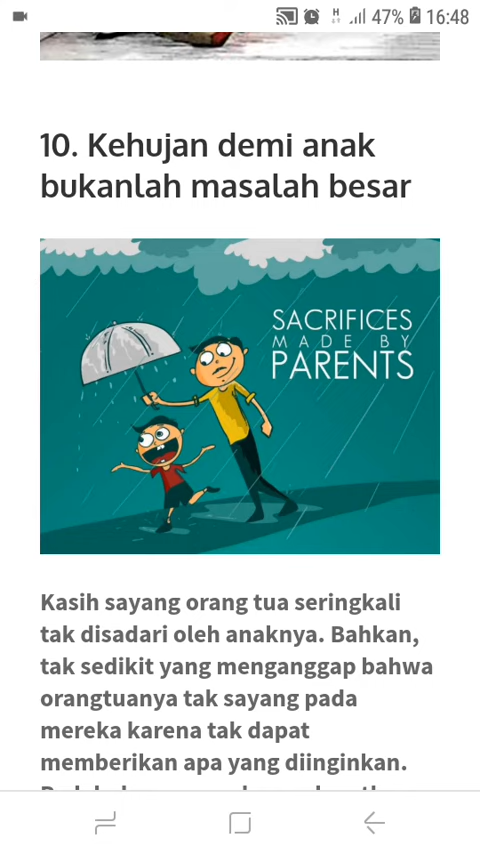 47% 16:48
10. Kehujan demi anak
bukanlah masalah besar
SACRIFICES
MADE BY
PARENTS
Kasih sayang orang tua seringkali
tak disadari oleh anaknya. Bahkan,
tak sedikit yang menganggap bahwa
orangtuanya tak sayang pada
mereka karena tak dapat
memberikan apa yang diinginkan.